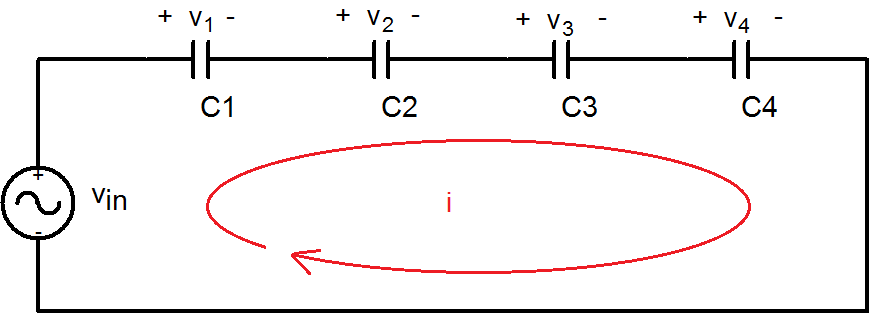 + v1 - + v2 - + v3 - + v4 -
C1 C2 C3 C4
+
vin
-
i